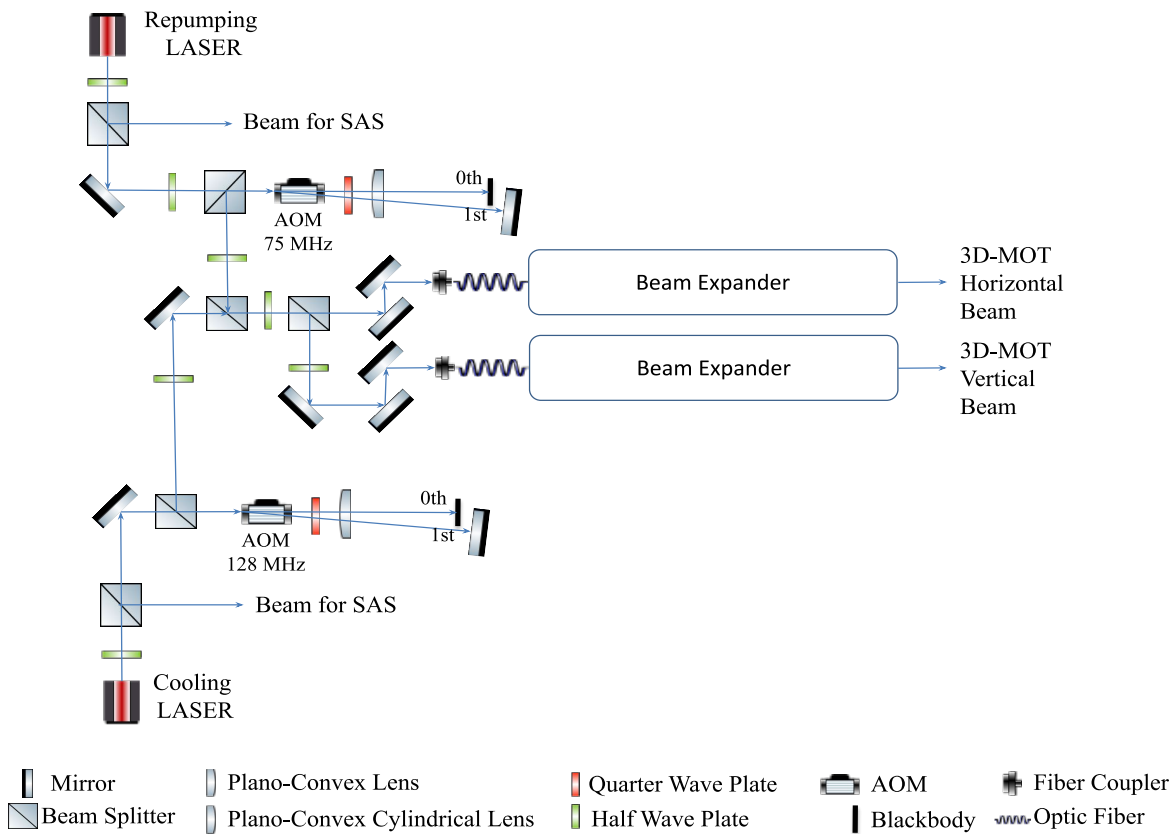 Repumping
LASER
Beam for SAS
0th
1st
AOM
75 MHz
Beam Expander
3D-MOT
Horizontal
Beam
Beam Expander
3D-MOT
Vertical
Beam
0th
1st
AOM
128 MHz
Beam for SAS
Cooling
LASER
Mirror
Plano-Convex Lens
Quarter Wave Plate
AOM
Fiber Coupler
Beam Splitter
Plano-Convex Cylindrical Lens
Half Wave Plate
Blackbody
Optic Fiber